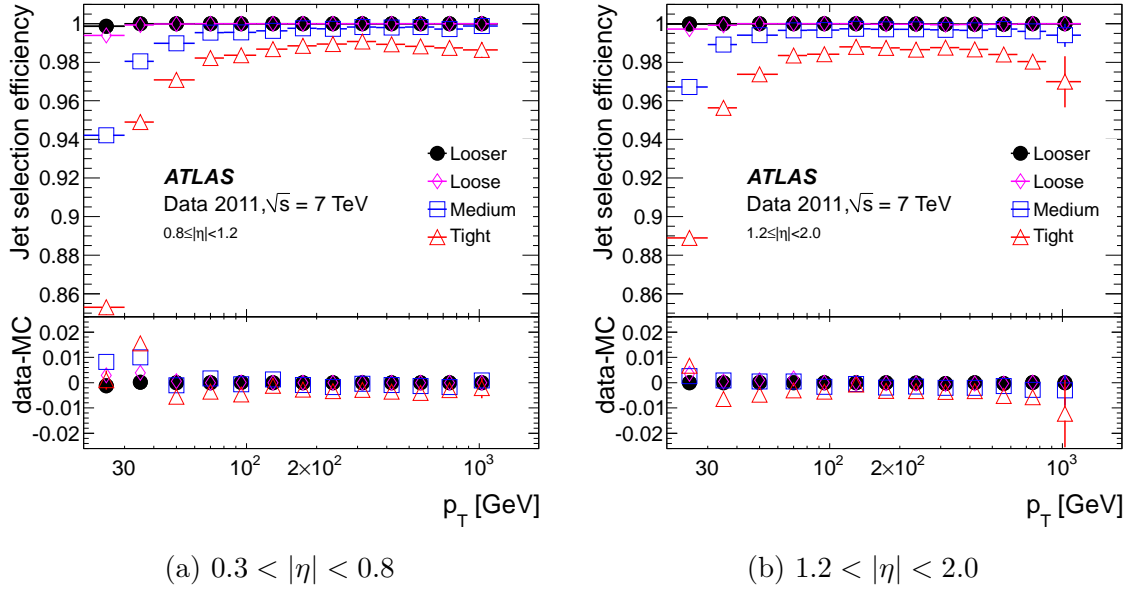 Jet selection efficiency
1
0.98
0.96
0.94
0.92
0.9
0.88
0.86
ATLAS
Data 2011,√s = 7 TeV
0.8≤|η|<1.2
Looser
Loose
Medium
Tight
data-MC
0.02
0.01
0
-0.01
-0.02
30
10²
2×10²
10³
p_T [GeV]
(a) 0.3 < |η| < 0.8
Jet selection efficiency
1
0.98
0.96
0.94
0.92
0.9
0.88
0.86
ATLAS
Data 2011,√s = 7 TeV
1.2≤|η|<2.0
Looser
Loose
Medium
Tight
data-MC
0.02
0.01
0
-0.01
-0.02
30
10²
2×10²
10³
p_T [GeV]
(b) 1.2 < |η| < 2.0